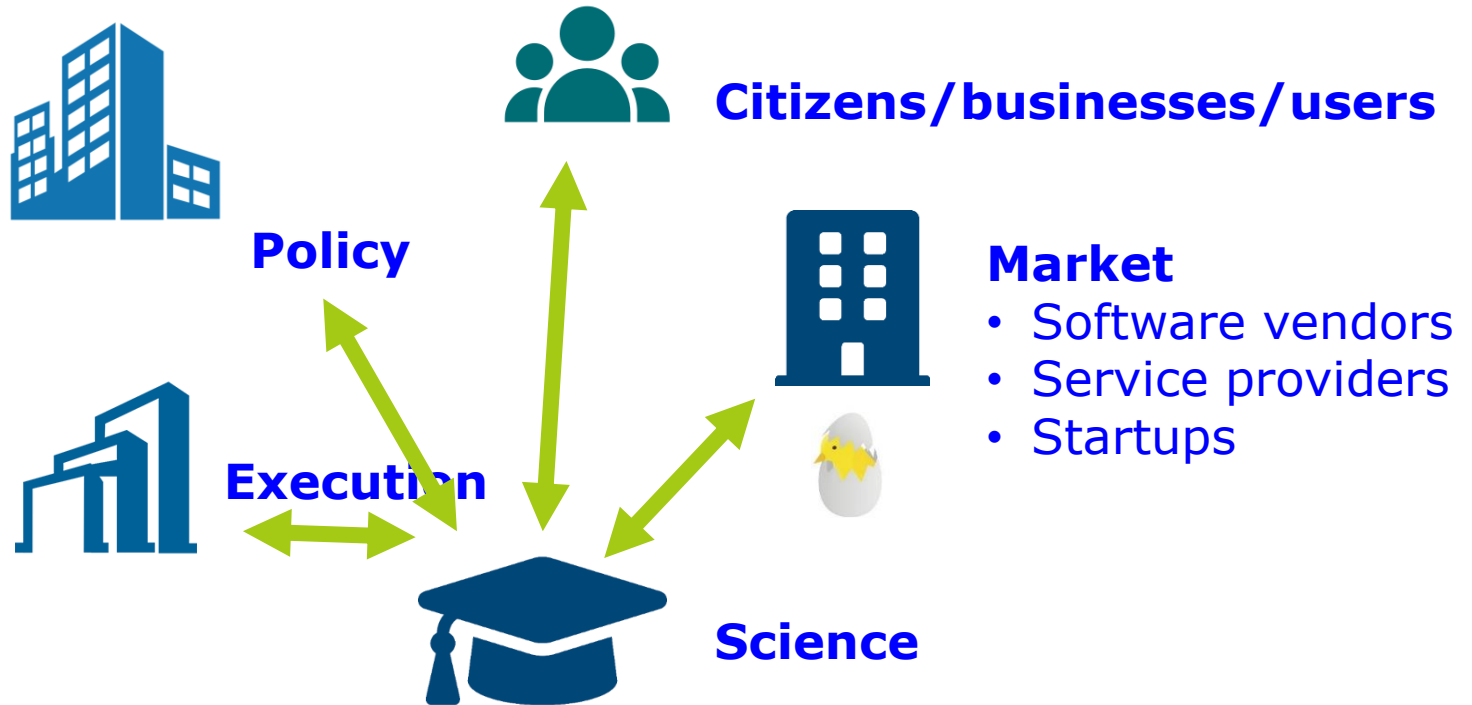 Citizens/businesses/users
Policy
Market
• Software vendors
• Service providers
• Startups
Execution
Science